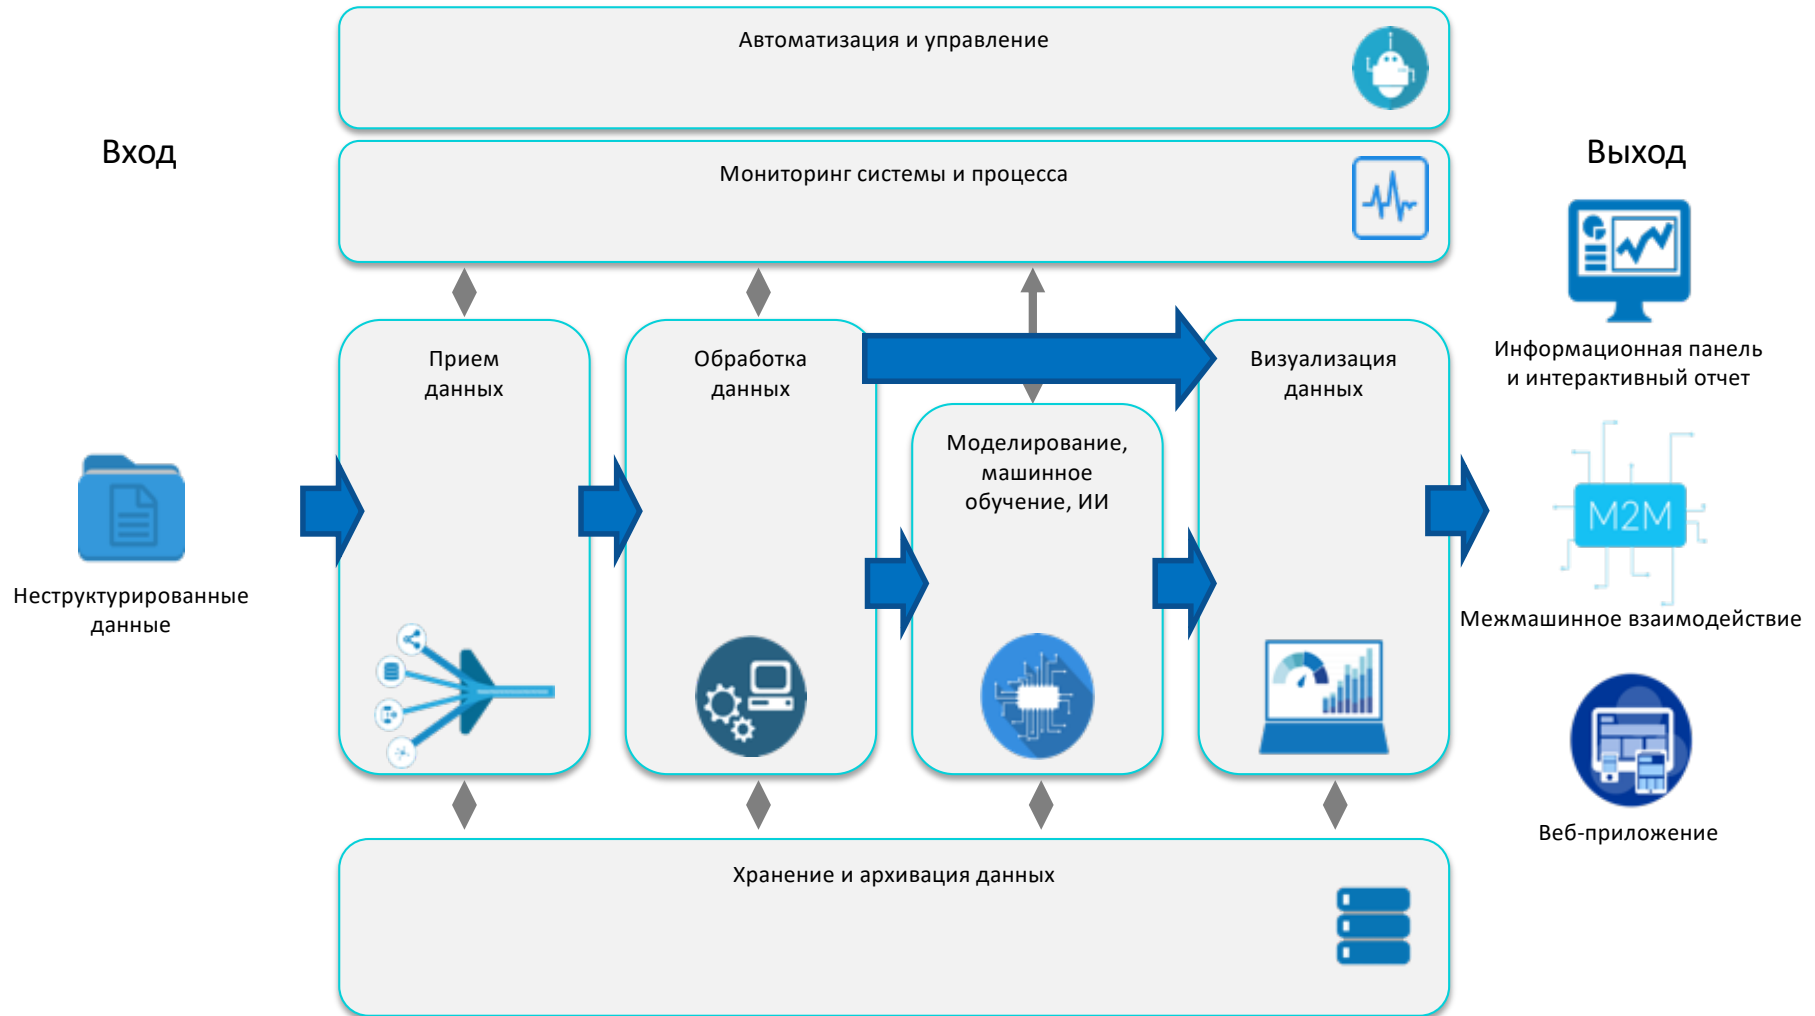 Автоматизация и управление
Вход
Мониторинг системы и процесса
Выход
Прием
данных
Обработка
данных
Моделирование,
машинное
обучение, ИИ
Визуализация
данных
Информационная панель
и интерактивный отчет
M2M
Неструктурированные
данные
Межмашинное взаимодействие
Веб-приложение
Хранение и архивация данных